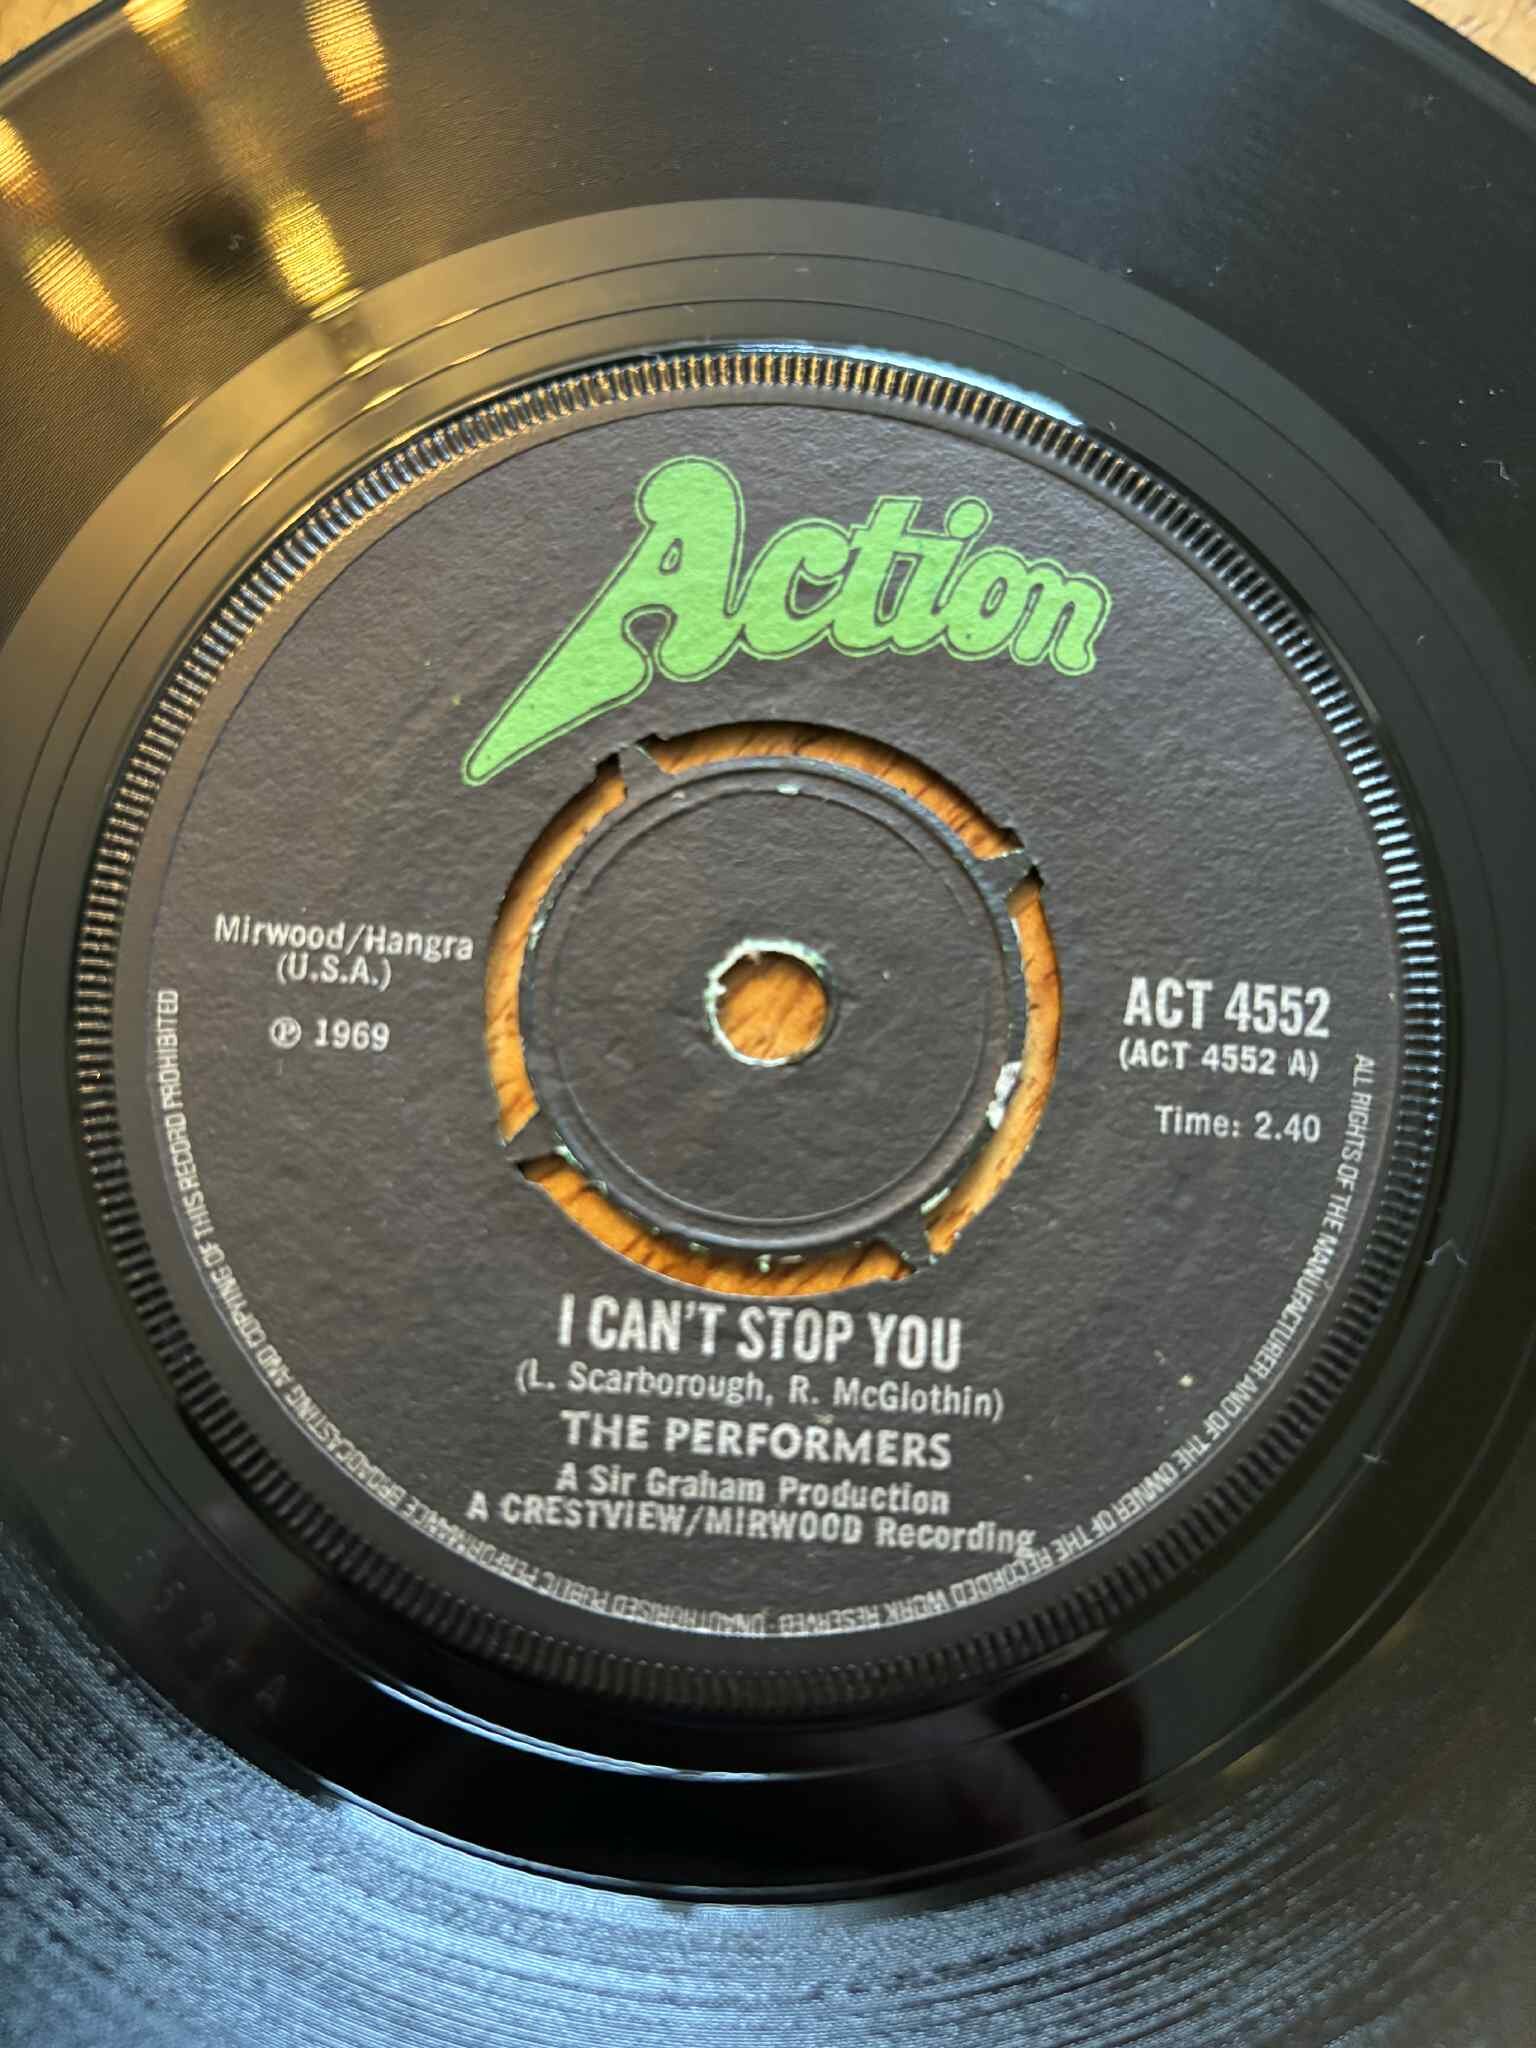 Action
Mirwood/Hangra
(U.S.A.)
℗ 1969
ACT 4552
(ACT 4552 A)
Time: 2.40
I CAN'T STOP YOU
(L. Scarborough, R. McGlothin)
THE PERFORMERS
A Sir Graham Production
A CRESTVIEW/MIRWOOD Recording
ALL RIGHTS OF THE MANUFACTURER AND OF THE OWNER OF THE RECORDED WORK RESERVED · UNAUTHORISED PUBLIC PERFORMANCE BROADCASTING AND COPYING OF THIS RECORD PROHIBITED